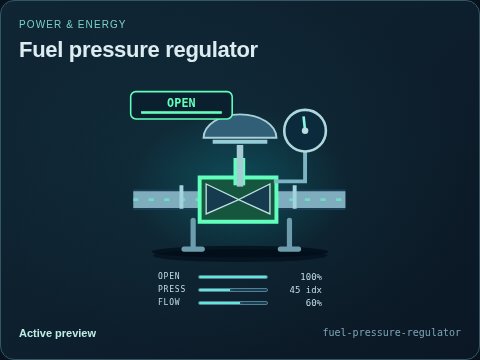 POWER & ENERGY
Fuel pressure regulator
OPEN
OPEN 100%
PRESS 45 idx
FLOW 60%
Active preview fuel-pressure-regulator